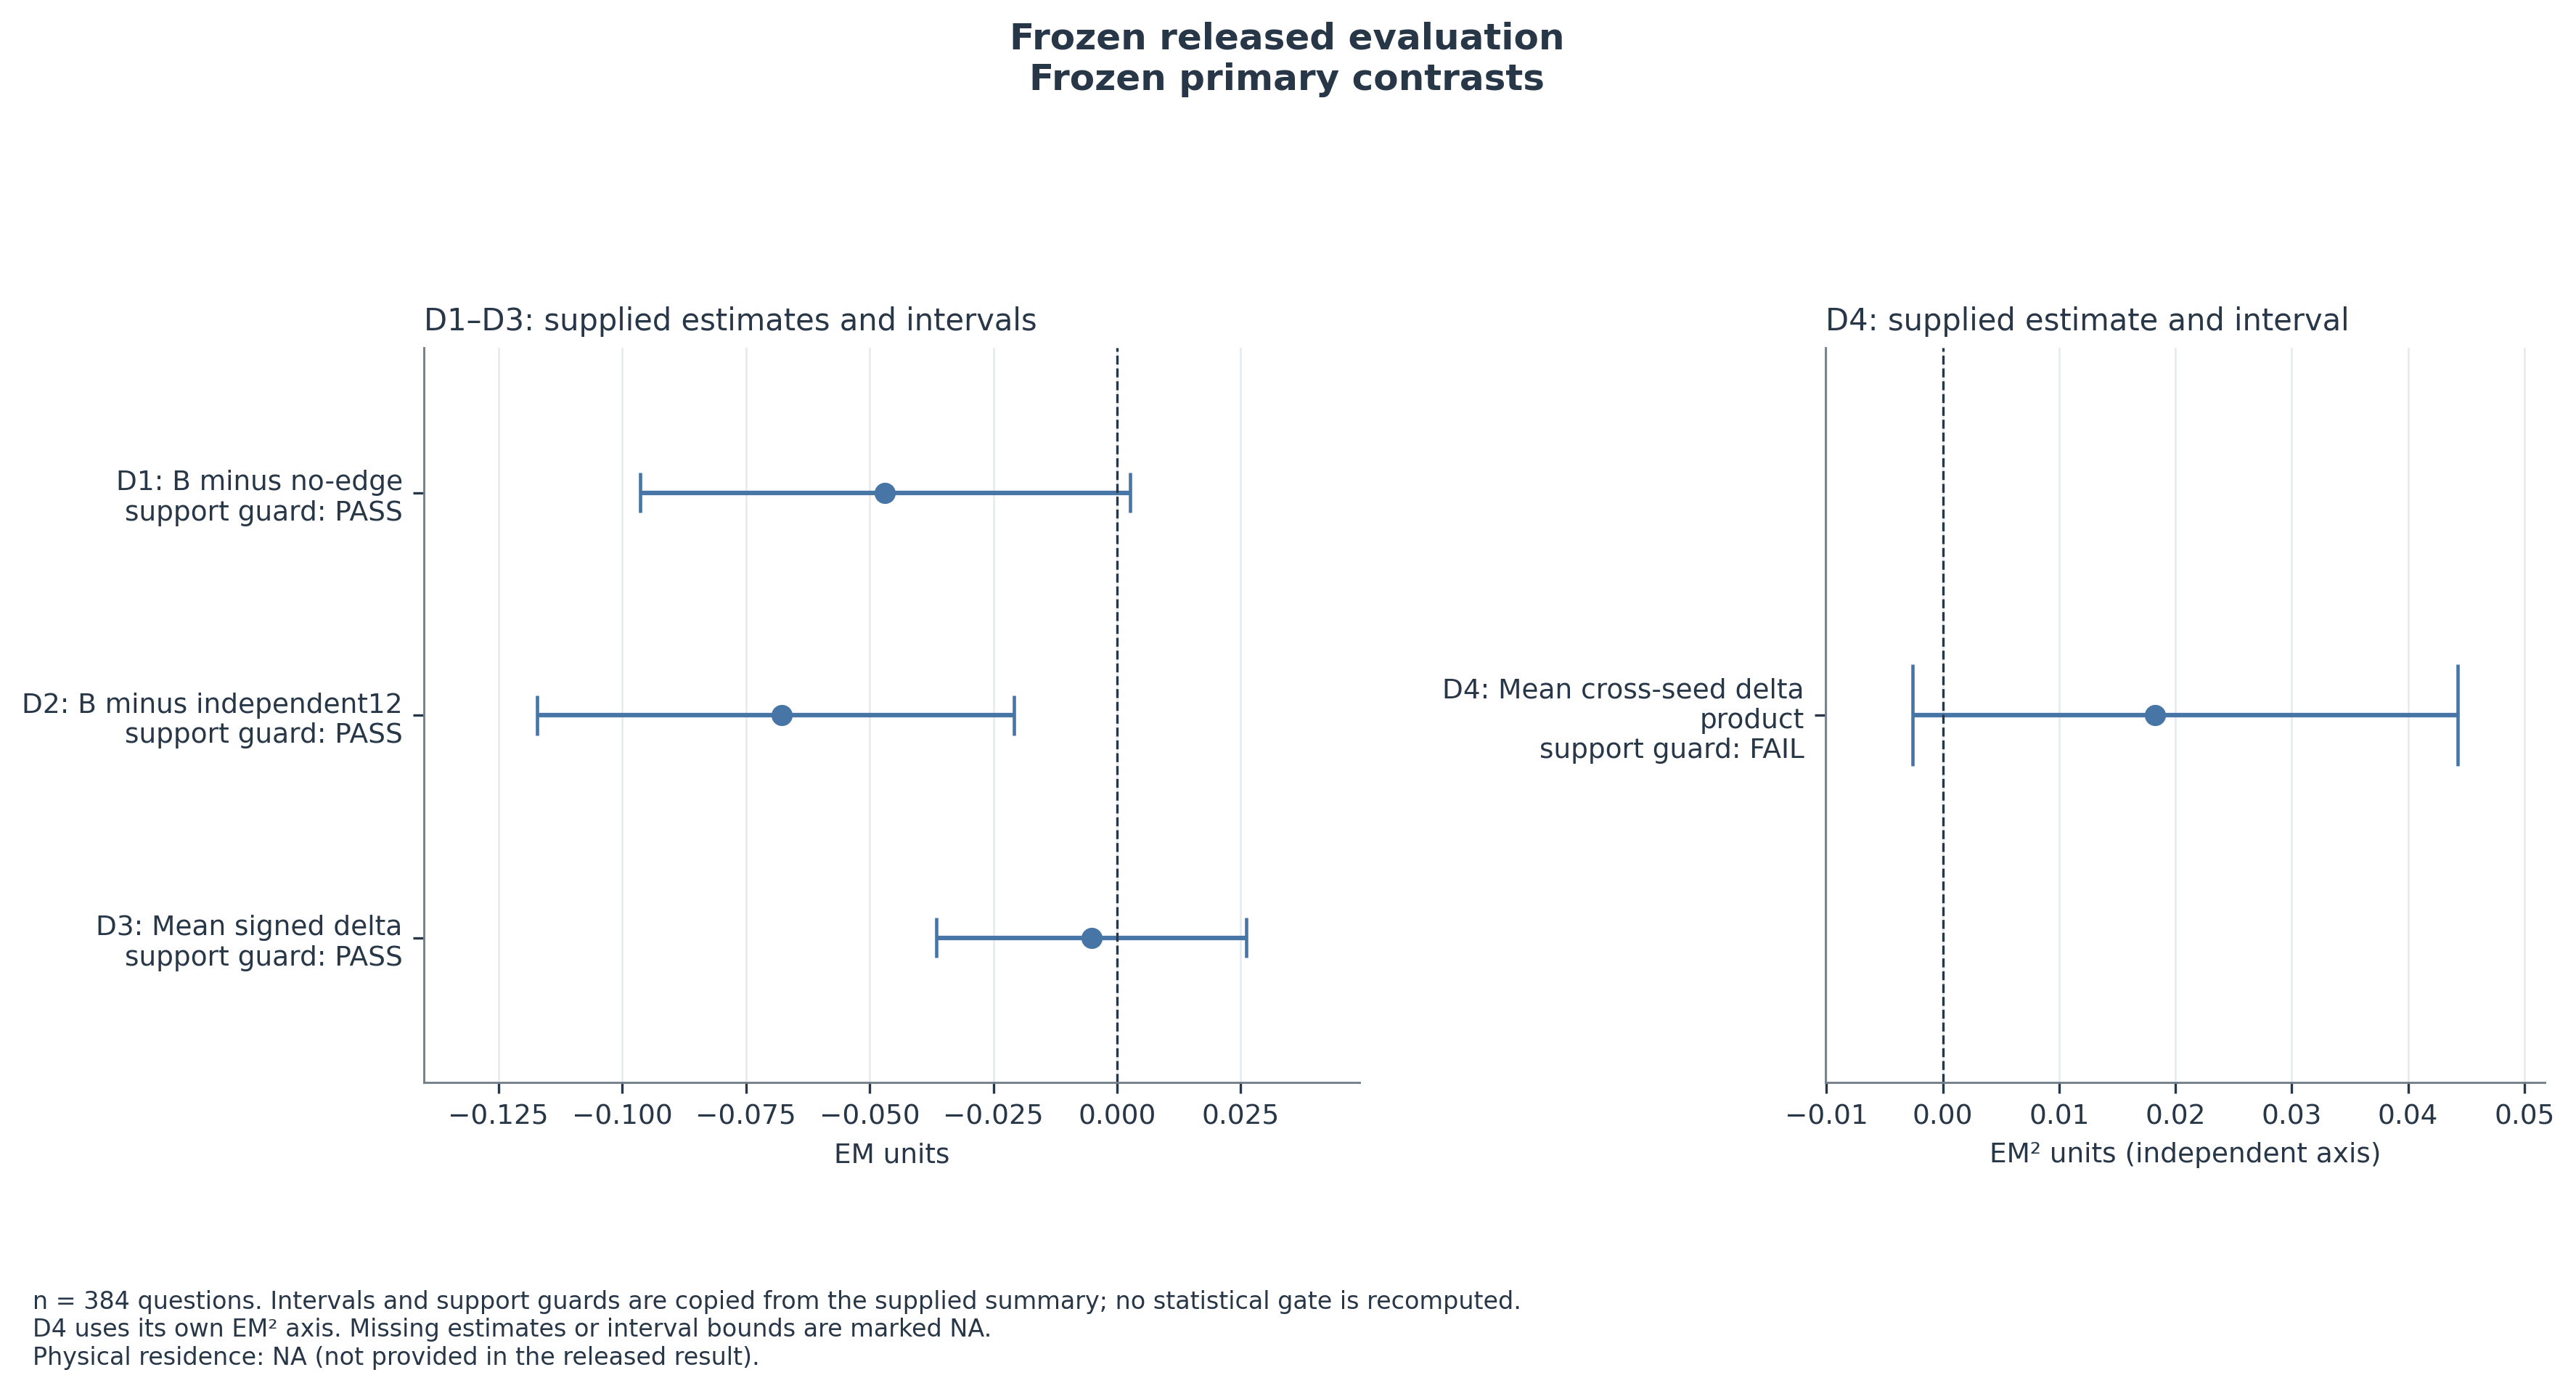 Frozen released evaluation
Frozen primary contrasts
D1–D3: supplied estimates and intervals
D1: B minus no-edge
support guard: PASS
D2: B minus independent12
support guard: PASS
D3: Mean signed delta
support guard: PASS
−0.125 −0.100 −0.075 −0.050 −0.025 0.000 0.025
EM units
D4: supplied estimate and interval
D4: Mean cross-seed delta
product
support guard: FAIL
−0.01 0.00 0.01 0.02 0.03 0.04 0.05
EM² units (independent axis)
n = 384 questions. Intervals and support guards are copied from the supplied summary; no statistical gate is recomputed.
D4 uses its own EM² axis. Missing estimates or interval bounds are marked NA.
Physical residence: NA (not provided in the released result).